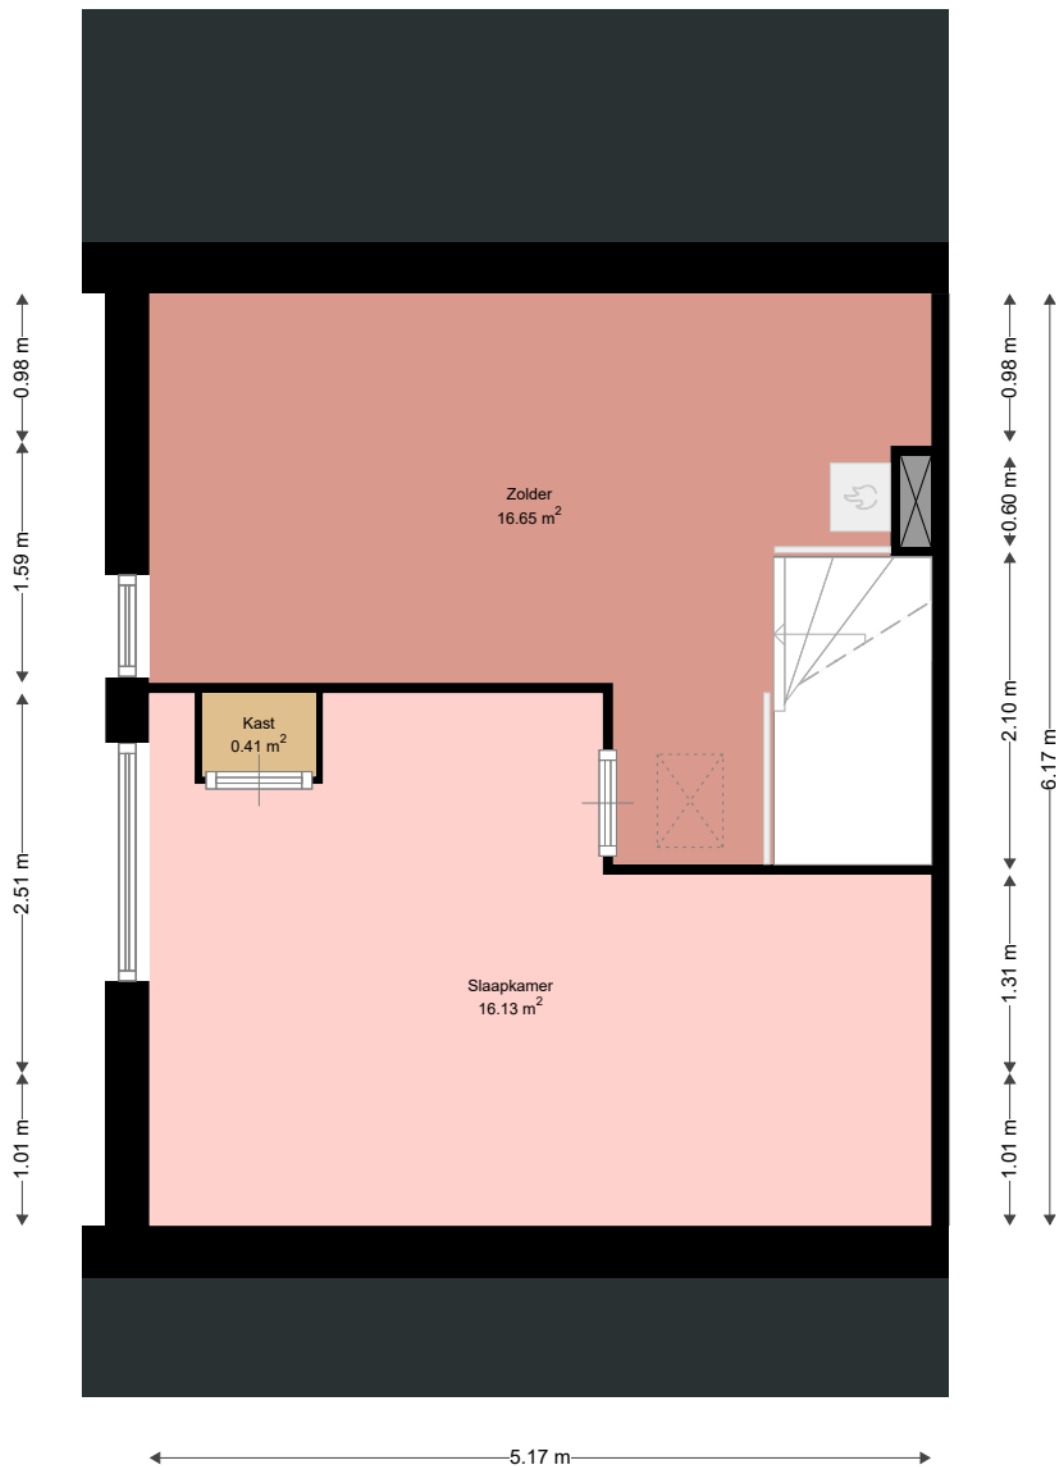 0.98 m
1.59 m
2.51 m
1.01 m
Zolder
16.65 m²
Kast
0.41 m²
Slaapkamer
16.13 m²
0.98 m
0.60 m
2.10 m
1.31 m
1.01 m
6.17 m
5.17 m